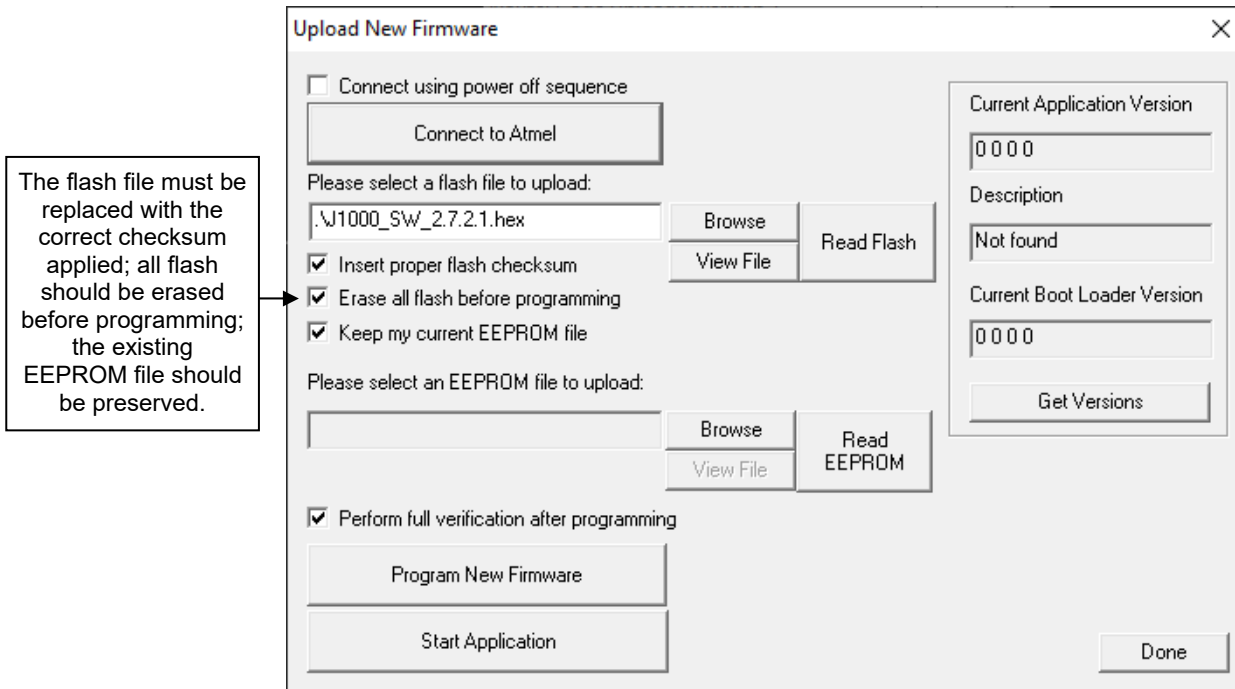 Upload New Firmware
Connect using power off sequence
Connect to Atmel
Please select a flash file to upload:
.\J1000_SW_2.7.2.1.hex
Browse
View File
Read Flash
Insert proper flash checksum
Erase all flash before programming
Keep my current EEPROM file
Please select an EEPROM file to upload:
Browse
View File
Read
EEPROM
Perform full verification after programming
Program New Firmware
Start Application
Current Application Version
0 0 0 0
Description
Not found
Current Boot Loader Version
0 0 0 0
Get Versions
Done
The flash file must be
replaced with the
correct checksum
applied; all flash
should be erased
before programming;
the existing
EEPROM file should
be preserved.